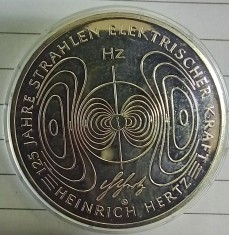 125 JAHRE STRAHLEN ELEKTRISCHER KRAFT
HZ
HEINRICH HERTZ